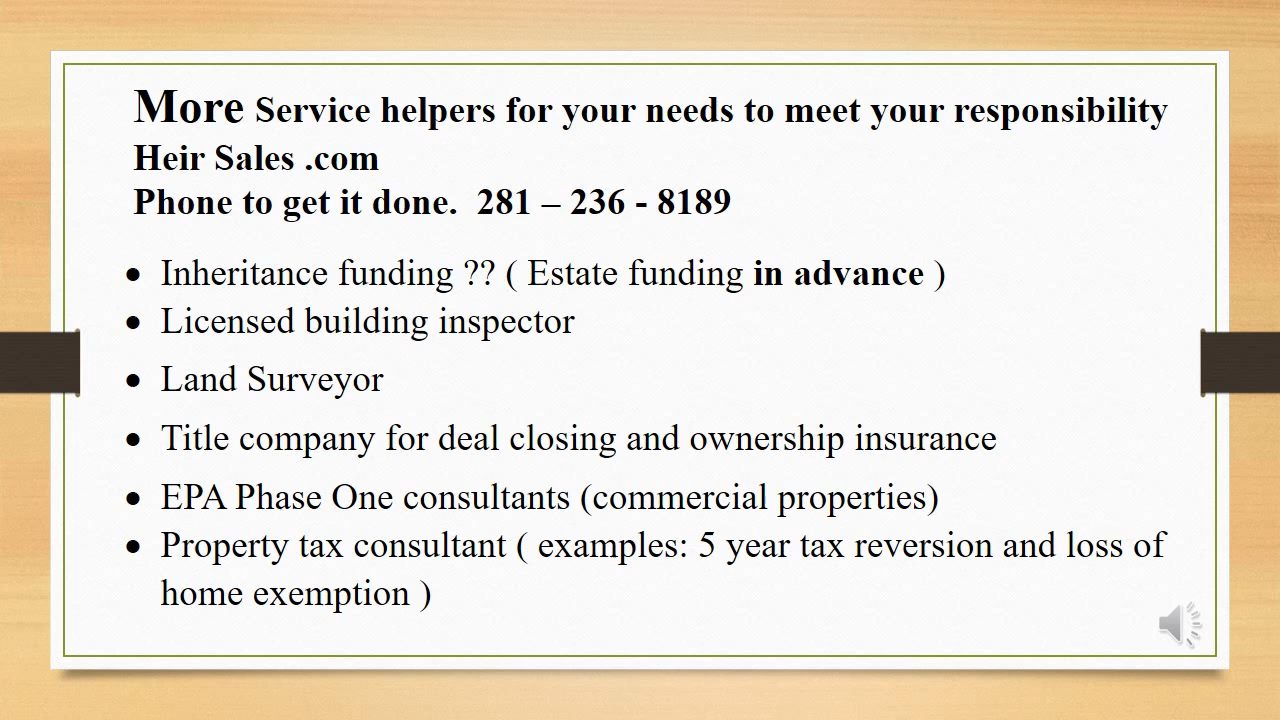 More Service helpers for your needs to meet your responsibility
Heir Sales .com
Phone to get it done.  281 – 236 - 8189
• Inheritance funding ?? ( Estate funding in advance )
• Licensed building inspector
• Land Surveyor
• Title company for deal closing and ownership insurance
• EPA Phase One consultants (commercial properties)
• Property tax consultant ( examples: 5 year tax reversion and loss of
home exemption )